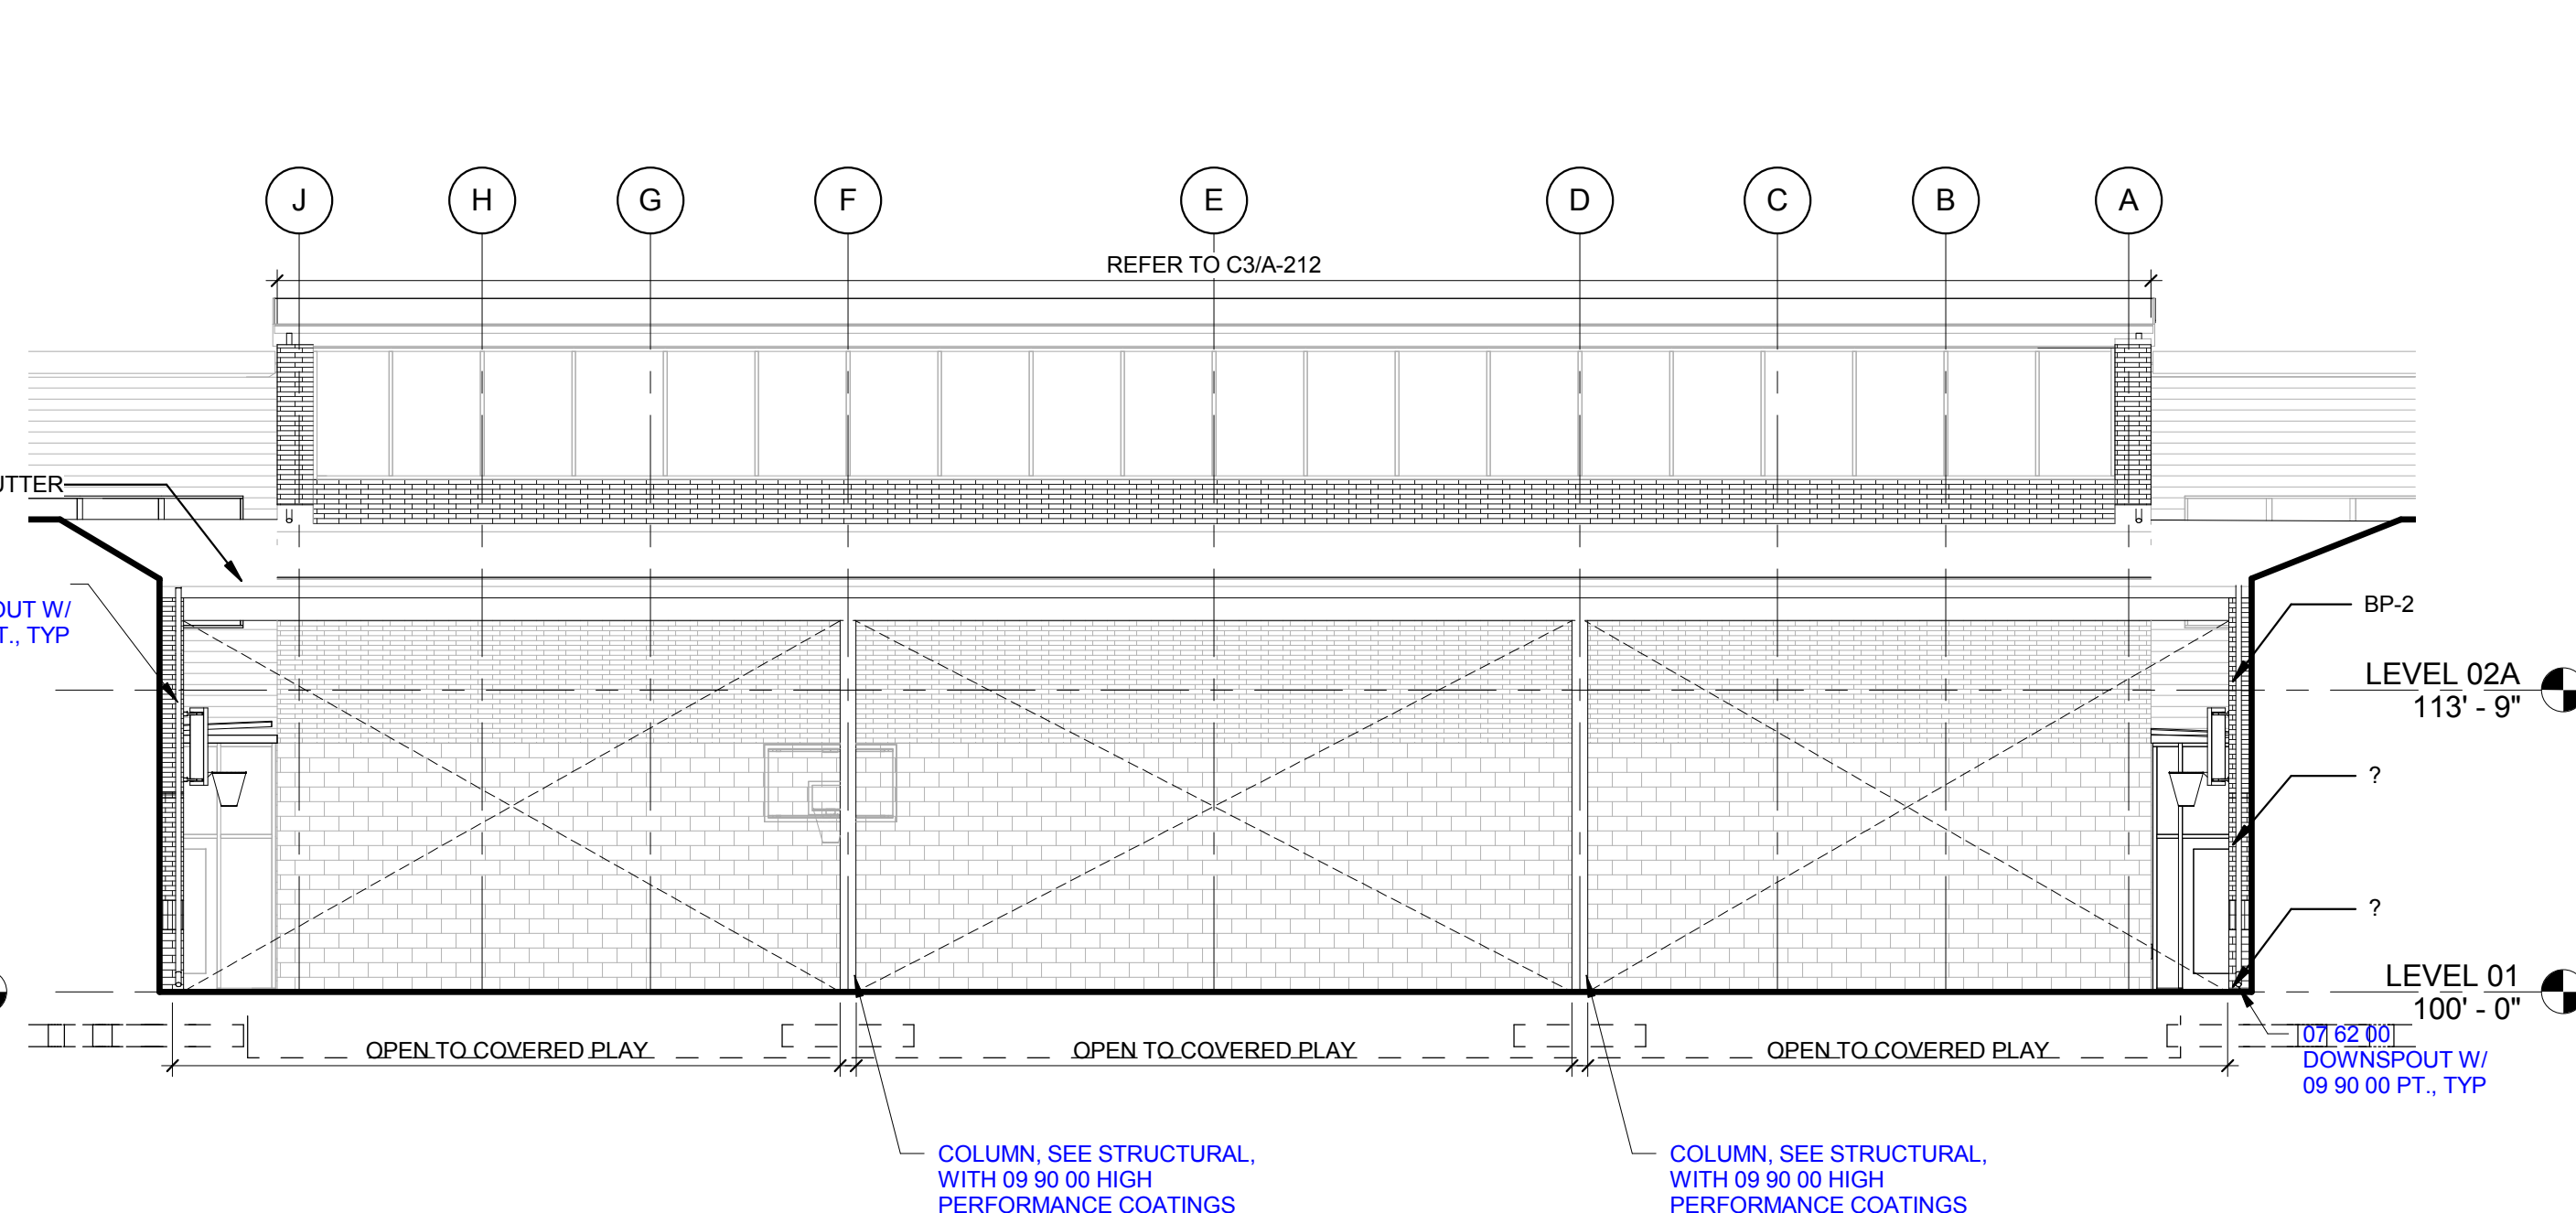 J H G F E D C B A
REFER TO C3/A-212
UTTER
OUT W/
T., TYP
BP-2
LEVEL 02A
113' - 9"
?
?
LEVEL 01
100' - 0"
OPEN TO COVERED PLAY
OPEN TO COVERED PLAY
OPEN TO COVERED PLAY
07 62 00
DOWNSPOUT W/
09 90 00 PT., TYP
COLUMN, SEE STRUCTURAL,
WITH 09 90 00 HIGH
PERFORMANCE COATINGS
COLUMN, SEE STRUCTURAL,
WITH 09 90 00 HIGH
PERFORMANCE COATINGS